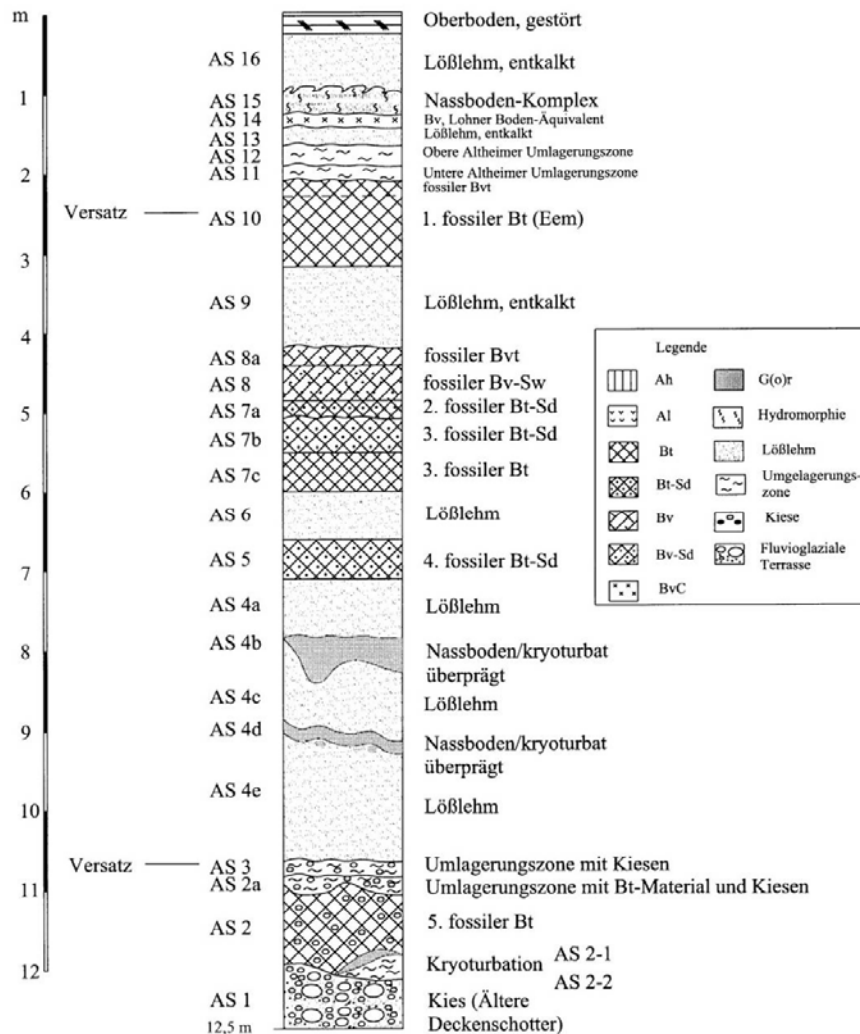 m
Oberboden, gestört
AS 16 Lößlehm, entkalkt
1
AS 15 Nassboden-Komplex
AS 14 Bv, Lohner Boden-Äquivalent
AS 13 Lößlehm, entkalkt
AS 12 Obere Altheimer Umlagerungszone
AS 11 Untere Altheimer Umlagerungszone
2
fossiler Bvt
Versatz
AS 10 1. fossiler Bt (Eem)
3
AS 9 Lößlehm, entkalkt
4
AS 8a fossiler Bvt
AS 8 fossiler Bv-Sw
5
AS 7a 2. fossiler Bt-Sd
AS 7b 3. fossiler Bt-Sd
AS 7c 3. fossiler Bt
6
AS 6 Lößlehm
AS 5 4. fossiler Bt-Sd
7
AS 4a Lößlehm
8
AS 4b Nassboden/kryoturbat
überprägt
AS 4c Lößlehm
9
AS 4d Nassboden/kryoturbat
überprägt
10
AS 4e Lößlehm
Versatz
AS 3 Umlagerungszone mit Kiesen
11
AS 2a Umlagerungszone mit Bt-Material und Kiesen
AS 2 5. fossiler Bt
12
Kryoturbation AS 2-1
AS 2-2
AS 1 Kies (Ältere
Deckenschotter)
12,5 m
Legende
Ah G(o)r
Al Hydromorphie
Bt Lößlehm
Bt-Sd Umgelagerungs-
zone
Bv Kiese
Bv-Sd Fluvioglaziale
Terrasse
BvC